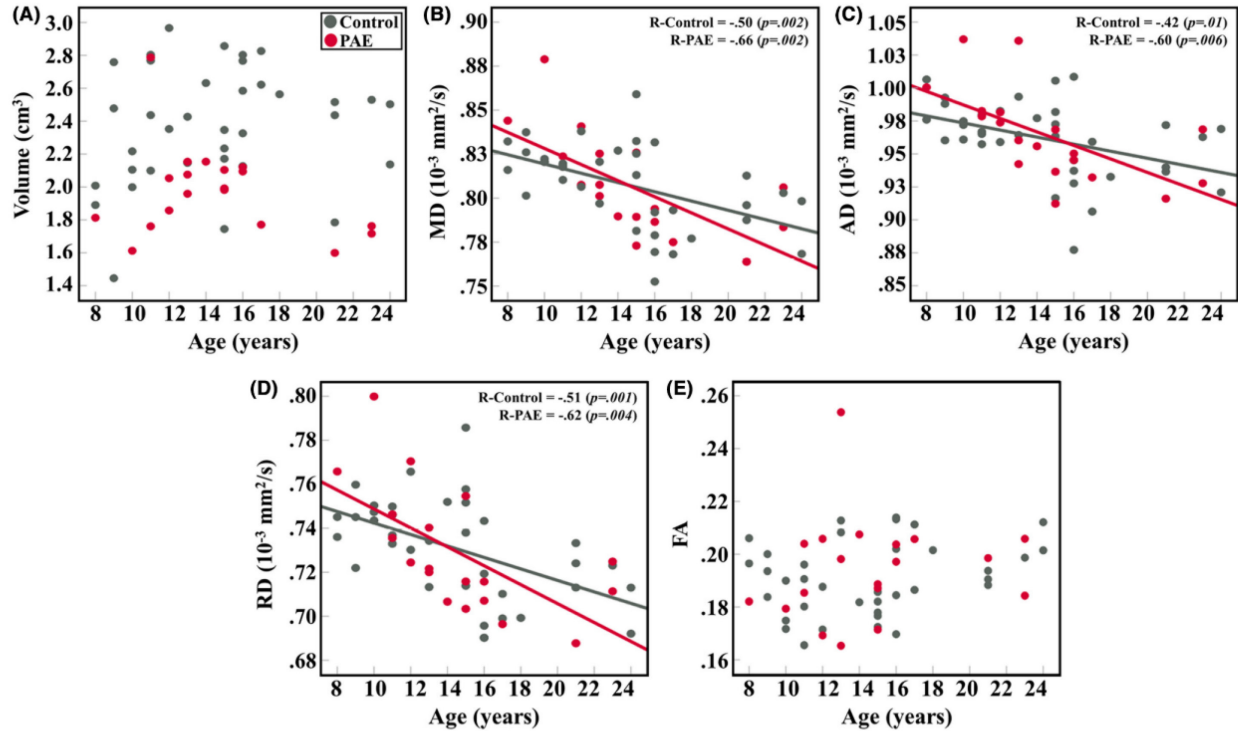 (A)
Control
PAE
3.0
2.8
2.6
2.4
2.2
2.0
1.8
1.6
1.4
Volume (cm³)
8 10 12 14 16 18 20 22 24
Age (years)
(B)
R-Control = -.50 (p=.002)
R-PAE = -.66 (p=.002)
.90
.88
.85
.83
.80
.78
.75
MD (10⁻³ mm²/s)
8 10 12 14 16 18 20 22 24
Age (years)
(C)
R-Control = -.42 (p=.01)
R-PAE = -.60 (p=.006)
1.05
1.03
1.00
.98
.95
.93
.90
.88
.85
AD (10⁻³ mm²/s)
8 10 12 14 16 18 20 22 24
Age (years)
(D)
R-Control = -.51 (p=.001)
R-PAE = -.62 (p=.004)
.80
.78
.76
.74
.72
.70
.68
RD (10⁻³ mm²/s)
8 10 12 14 16 18 20 22 24
Age (years)
(E)
.26
.24
.22
.20
.18
.16
FA
8 10 12 14 16 18 20 22 24
Age (years)